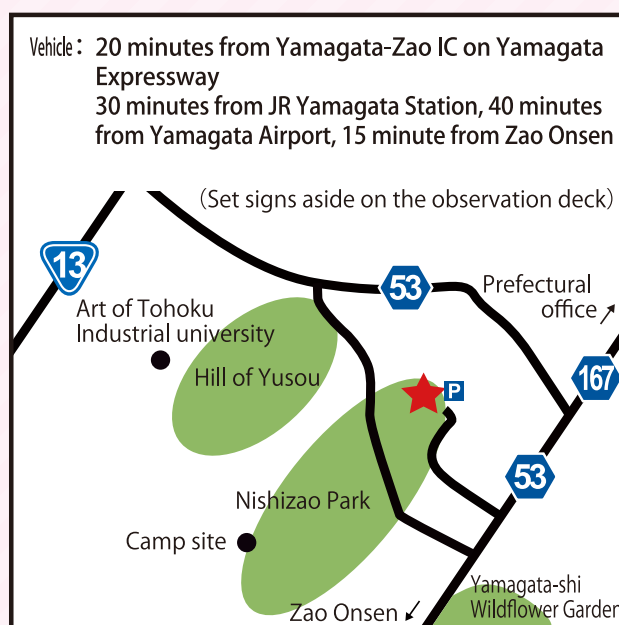 Vehicle: 20 minutes from Yamagata-Zao IC on Yamagata
Expressway
30 minutes from JR Yamagata Station, 40 minutes
from Yamagata Airport, 15 minute from Zao Onsen
(Set signs aside on the observation deck)
13
53
Prefectural
office
Art of Tohoku
Industrial university
Hill of Yusou
P
167
53
Nishizao Park
Camp site
Yamagata-shi
Wildflower Garden
Zao Onsen